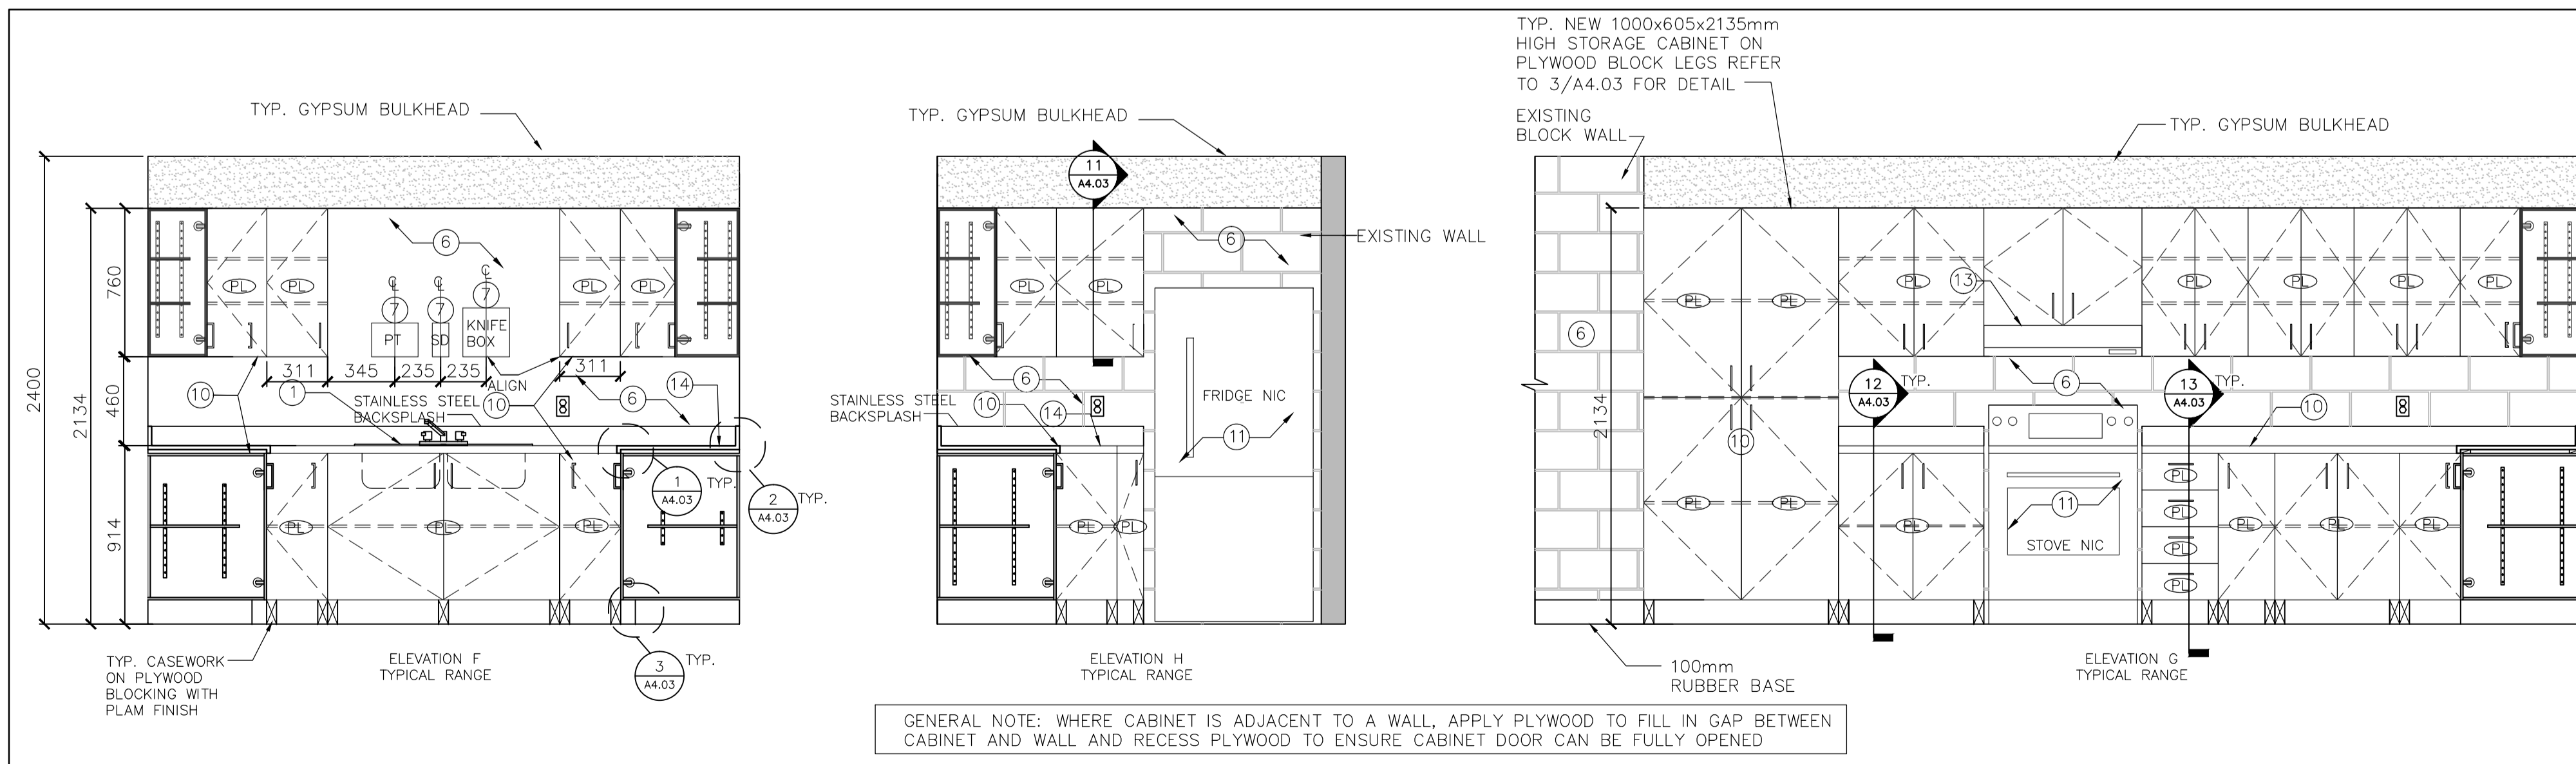 TYP. GYPSUM BULKHEAD
2400
2134
760
460
914
6
PL
PL
PL
PL
℄
℄
℄
7
7
7
PT
SD
KNIFE
BOX
311
345
235
235
311
ALIGN
10
1
STAINLESS STEEL
BACKSPLASH
10
6
14
PL
PL
PL
1
A4.03
TYP.
2
A4.03
TYP.
3
A4.03
TYP.
TYP. CASEWORK
ON PLYWOOD
BLOCKING WITH
PLAM FINISH
ELEVATION F
TYPICAL RANGE
TYP. GYPSUM BULKHEAD
11
A4.03
6
EXISTING WALL
PL
PL
6
STAINLESS STEEL
BACKSPLASH
10
14
FRIDGE NIC
11
PL
PL
ELEVATION H
TYPICAL RANGE
TYP. NEW 1000x605x2135mm
HIGH STORAGE CABINET ON
PLYWOOD BLOCK LEGS REFER
TO 3/A4.03 FOR DETAIL
EXISTING
BLOCK WALL
TYP. GYPSUM BULKHEAD
6
2134
PL
PL
10
PL
PL
PL
13
PL
PL
PL
PL
12
A4.03
TYP.
6
13
A4.03
TYP.
10
11
STOVE NIC
PL
PL
PL
PL
PL
PL
PL
PL
100mm
RUBBER BASE
ELEVATION G
TYPICAL RANGE
GENERAL NOTE: WHERE CABINET IS ADJACENT TO A WALL, APPLY PLYWOOD TO FILL IN GAP BETWEEN
CABINET AND WALL AND RECESS PLYWOOD TO ENSURE CABINET DOOR CAN BE FULLY OPENED